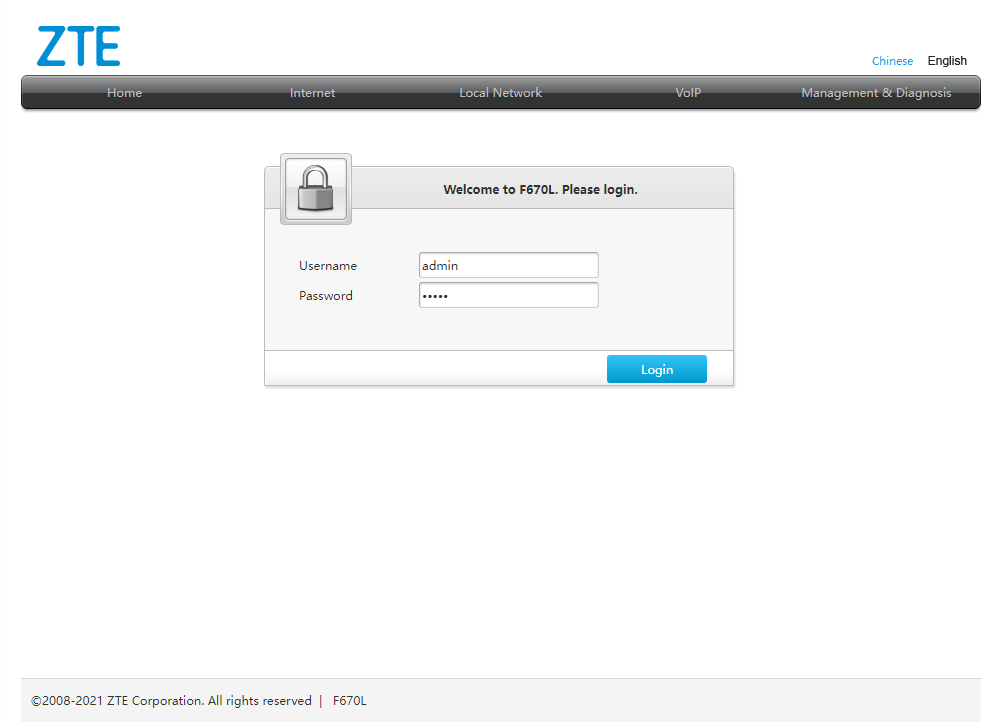 ZTE
Chinese English
Home Internet Local Network VoIP Management & Diagnosis
Welcome to F670L. Please login.
Username admin
Password •••••
Login
©2008-2021 ZTE Corporation. All rights reserved | F670L